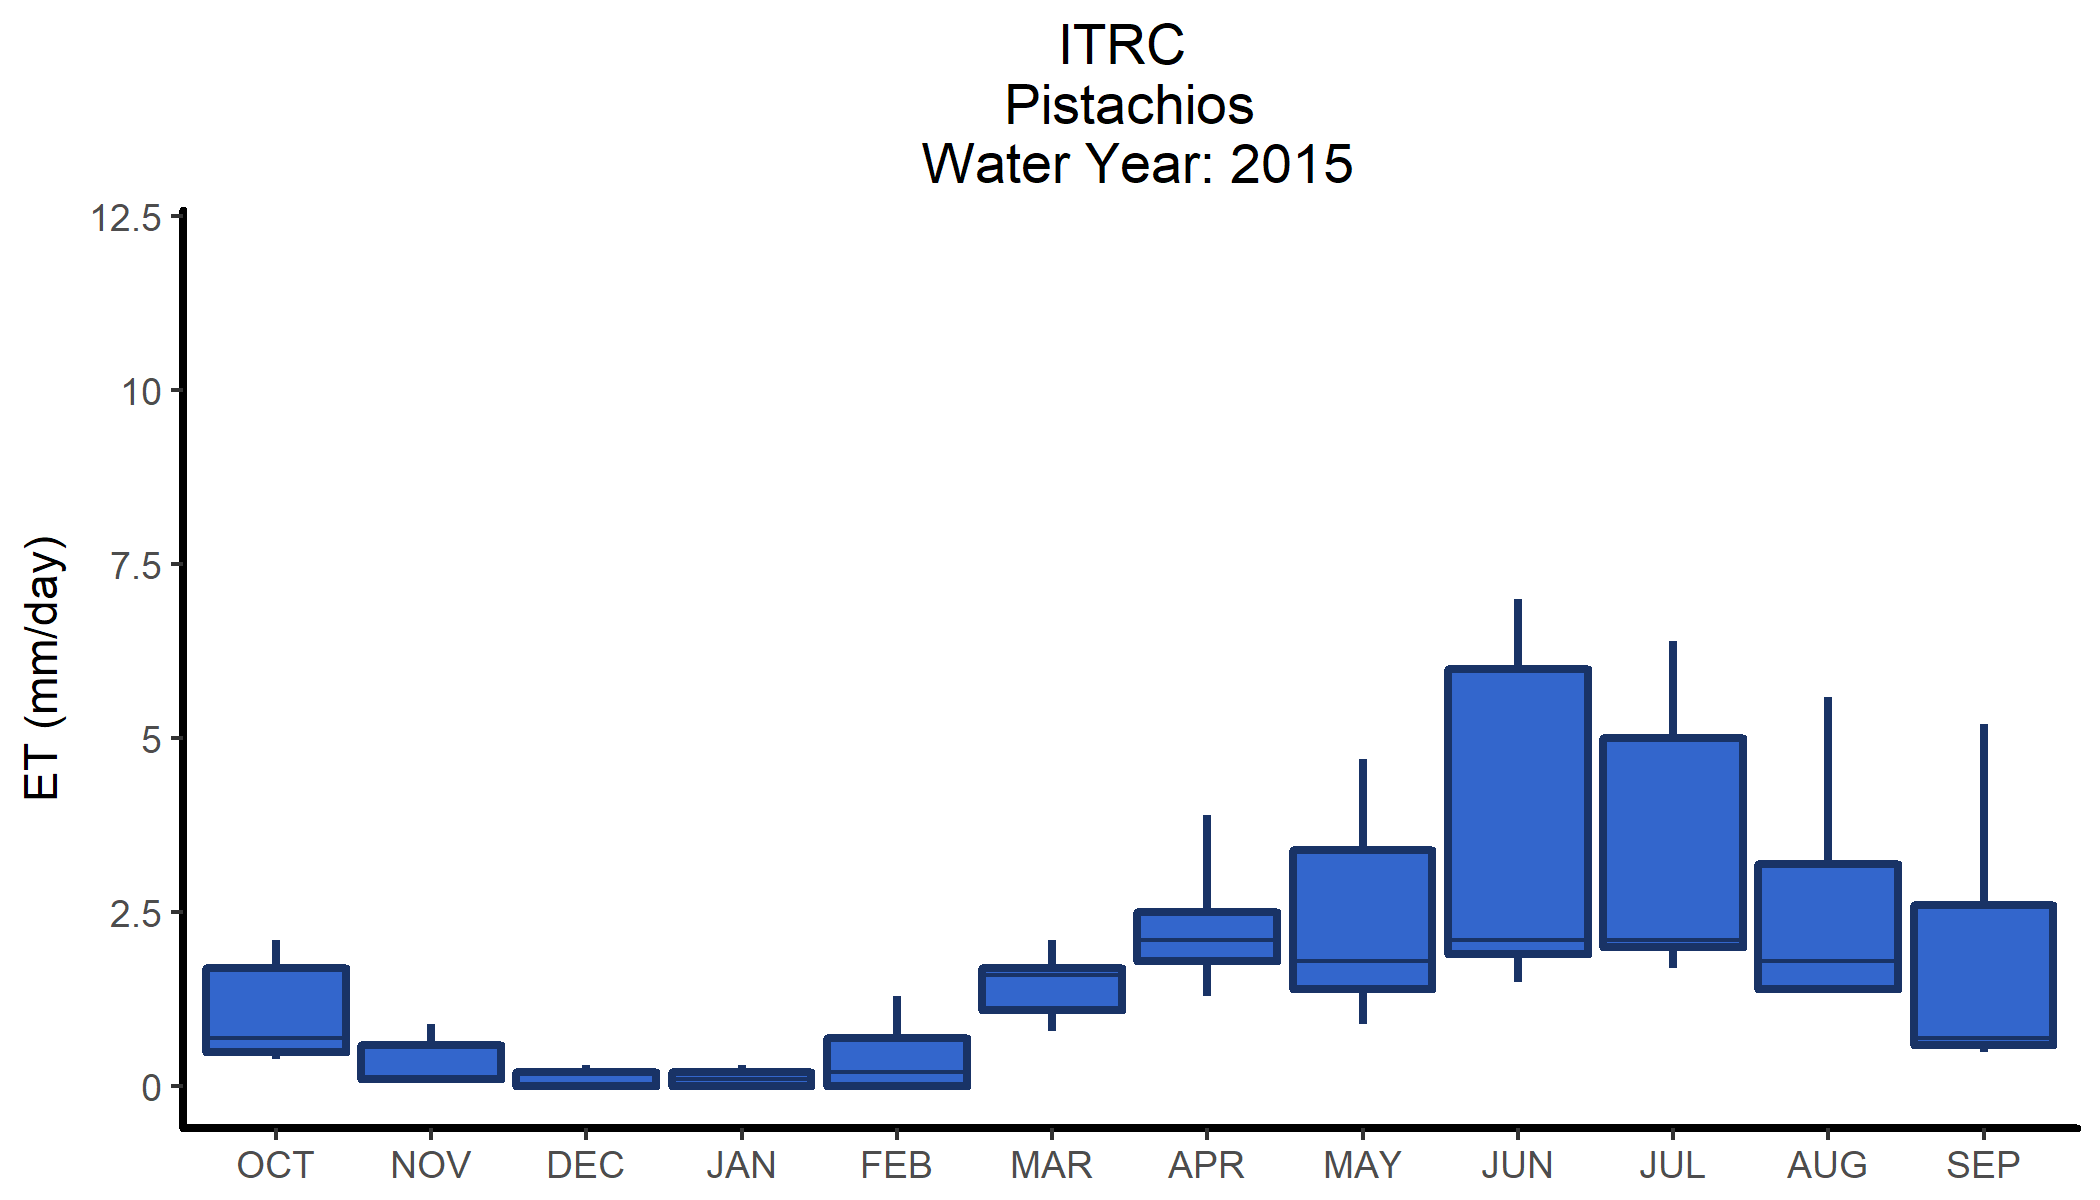 ITRC
Pistachios
Water Year: 2015
12.5
10
7.5
5
2.5
0
ET (mm/day)
OCT NOV DEC JAN FEB MAR APR MAY JUN JUL AUG SEP